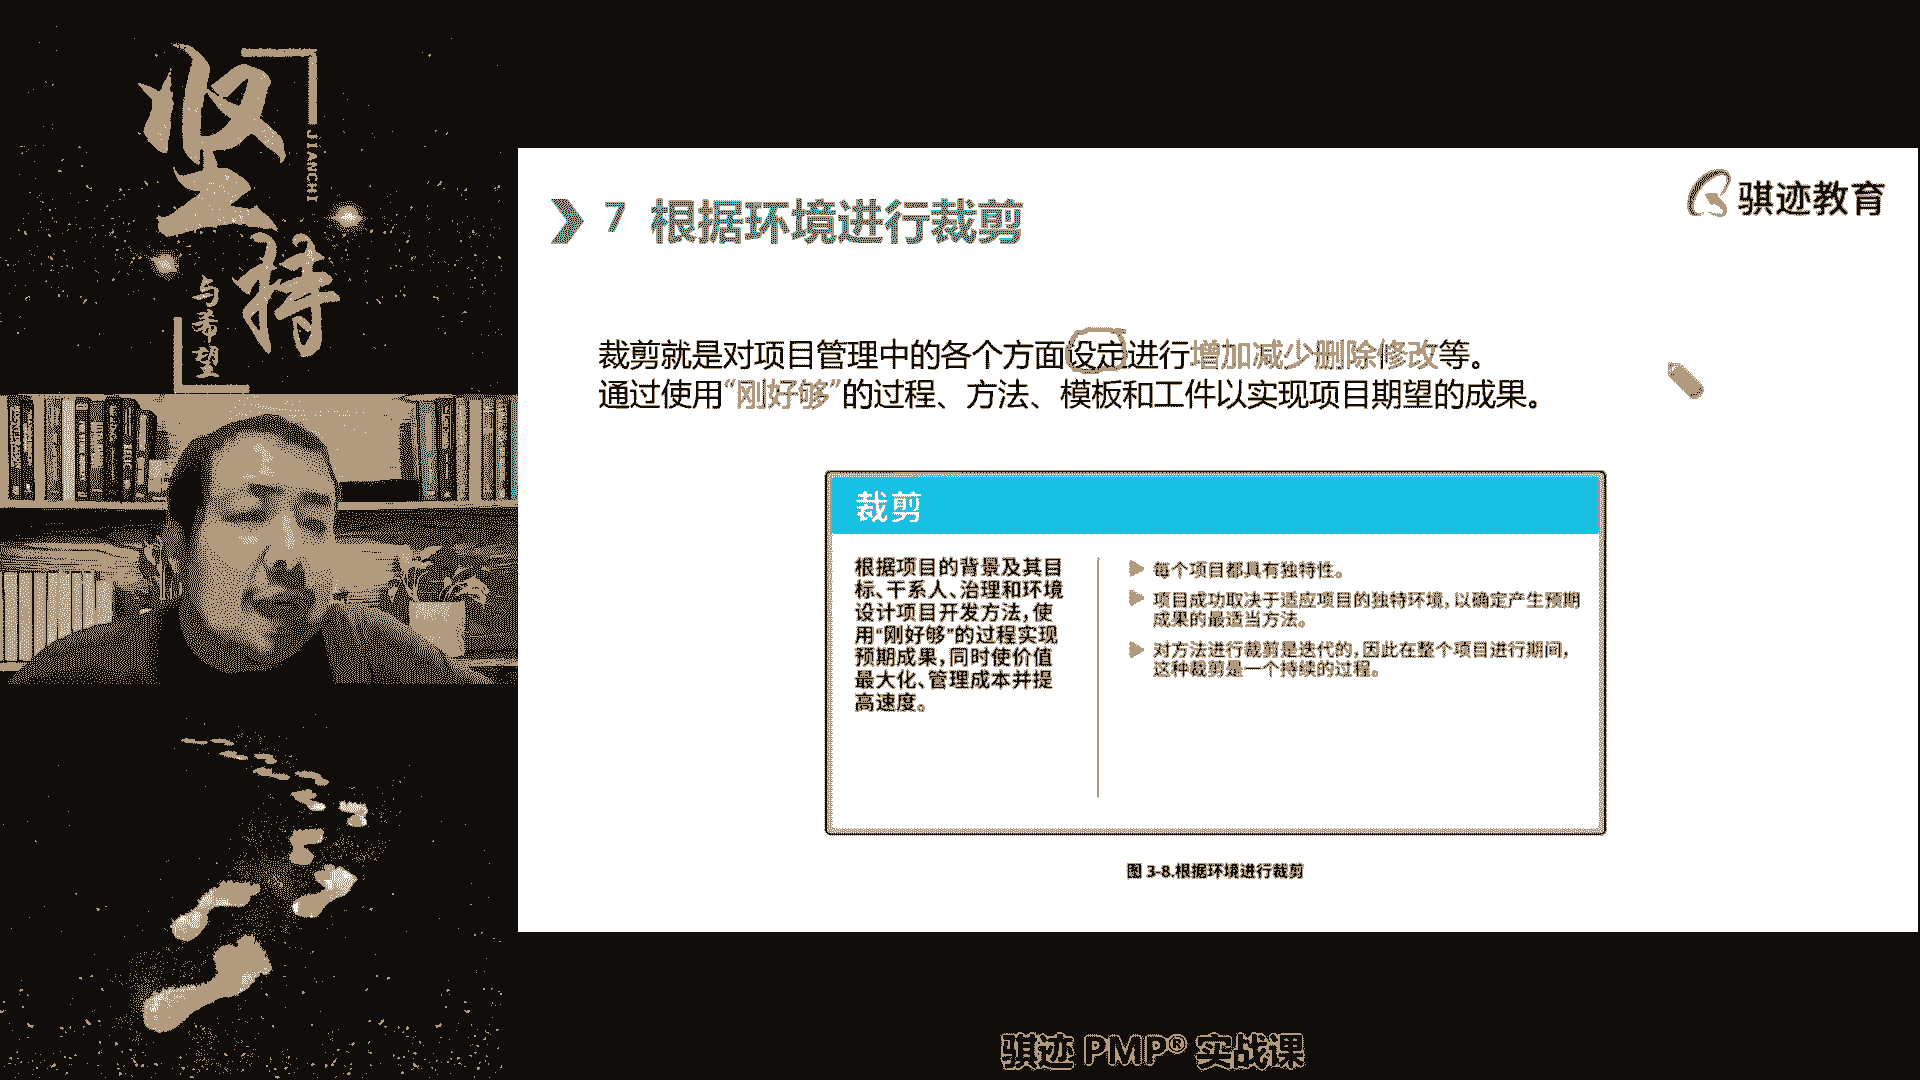 坚持
JIANCHI
与希望
7 根据环境进行裁剪
骐迹教育
裁剪就是对项目管理中的各个方面设定进行增加减少删除修改等。
通过使用“刚好够”的过程、方法、模板和工件以实现项目期望的成果。
裁剪
根据项目的背景及其目
标、干系人、治理和环境
设计项目开发方法，使
用“刚好够”的过程实现
预期成果，同时使价值
最大化、管理成本并提
高速度。
每个项目都具有独特性。
项目成功取决于适应项目的独特环境，以确定产生预期
成果的最适当方法。
对方法进行裁剪是迭代的，因此在整个项目进行期间，
这种裁剪是一个持续的过程。
图 3-8.根据环境进行裁剪
骐迹 PMP® 实战课